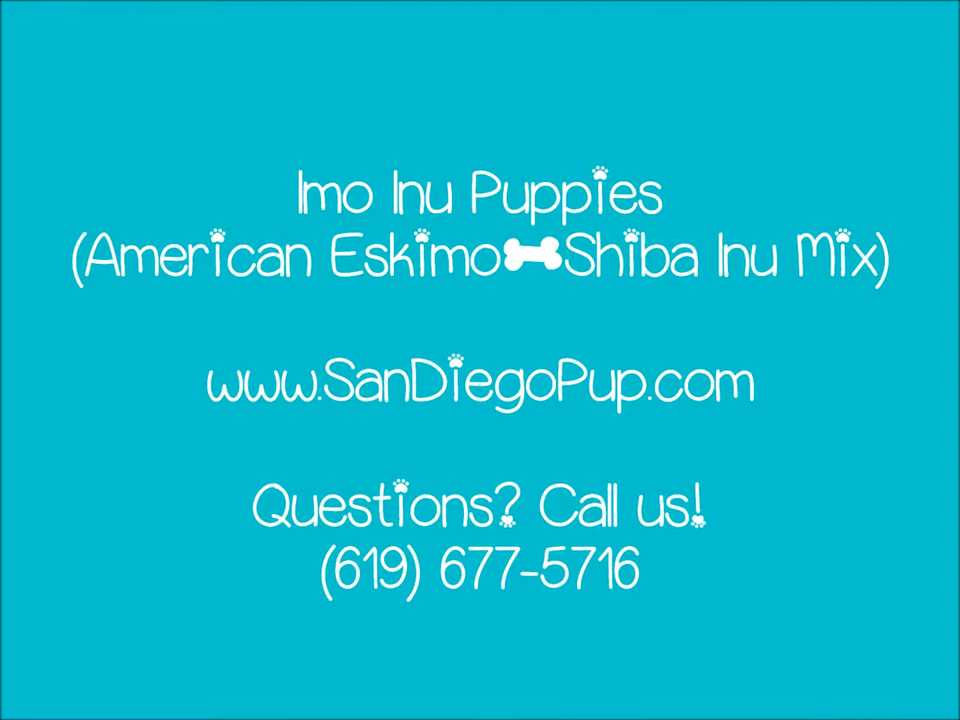 Imo Inu Puppies
(American Eskimo Shiba Inu Mix)
www.SanDiegoPup.com
Questions? Call us!
(619) 677-5716